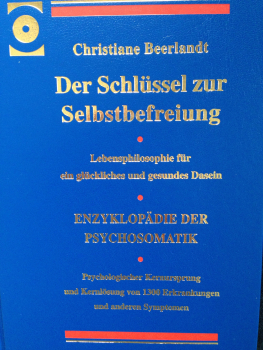 Christiane Beerlandt
Der Schlüssel zur
Selbstbefreiung
Lebensphilosophie für
ein glückliches und gesundes Dasein
ENZYKLOPÄDIE DER
PSYCHOSOMATIK
Psychologischer Kernursprung
und Kernlösung von 1300 Erkrankungen
und anderen Symptomen